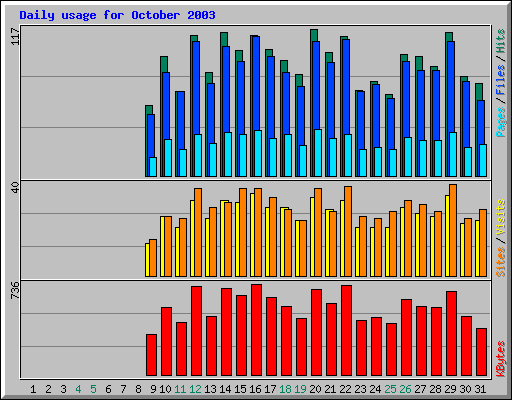 Daily usage for October 2003
117
40
736
Pages / Files / Hits
Sites / Visits
KBytes
1 2 3 4 5 6 7 8 9 10 11 12 13 14 15 16 17 18 19 20 21 22 23 24 25 26 27 28 29 30 31